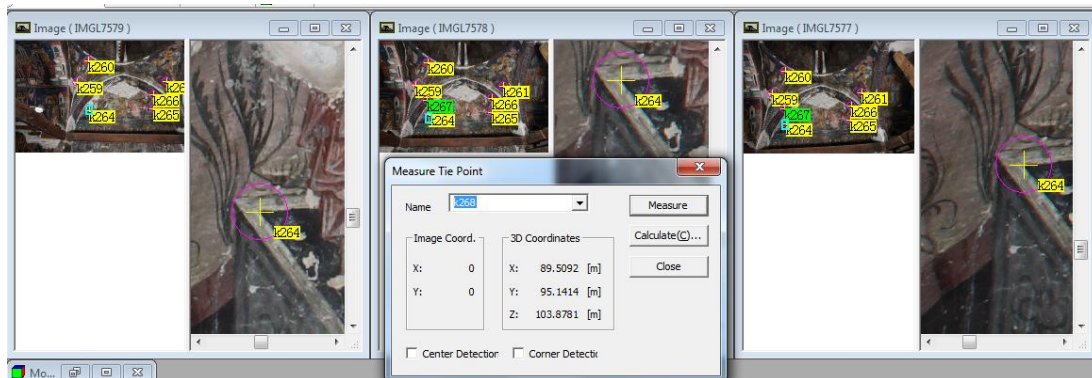 Image ( IMGL7579 )
k260
k259
k26
k266
k264
k265
k264
Image ( IMGL7578 )
k260
k259
k261
k267
k266
k264
k265
k264
Image ( IMGL7577 )
k260
k259
k261
k267
k266
k264
k265
k264
Measure Tie Point
Name
k268
Measure
Image Coord.
3D Coordinates
Calculate(C)...
X: 0
X: 89.5092 [m]
Close
Y: 0
Y: 95.1414 [m]
Z: 103.8781 [m]
Center Detection
Corner Detectic
Mo...